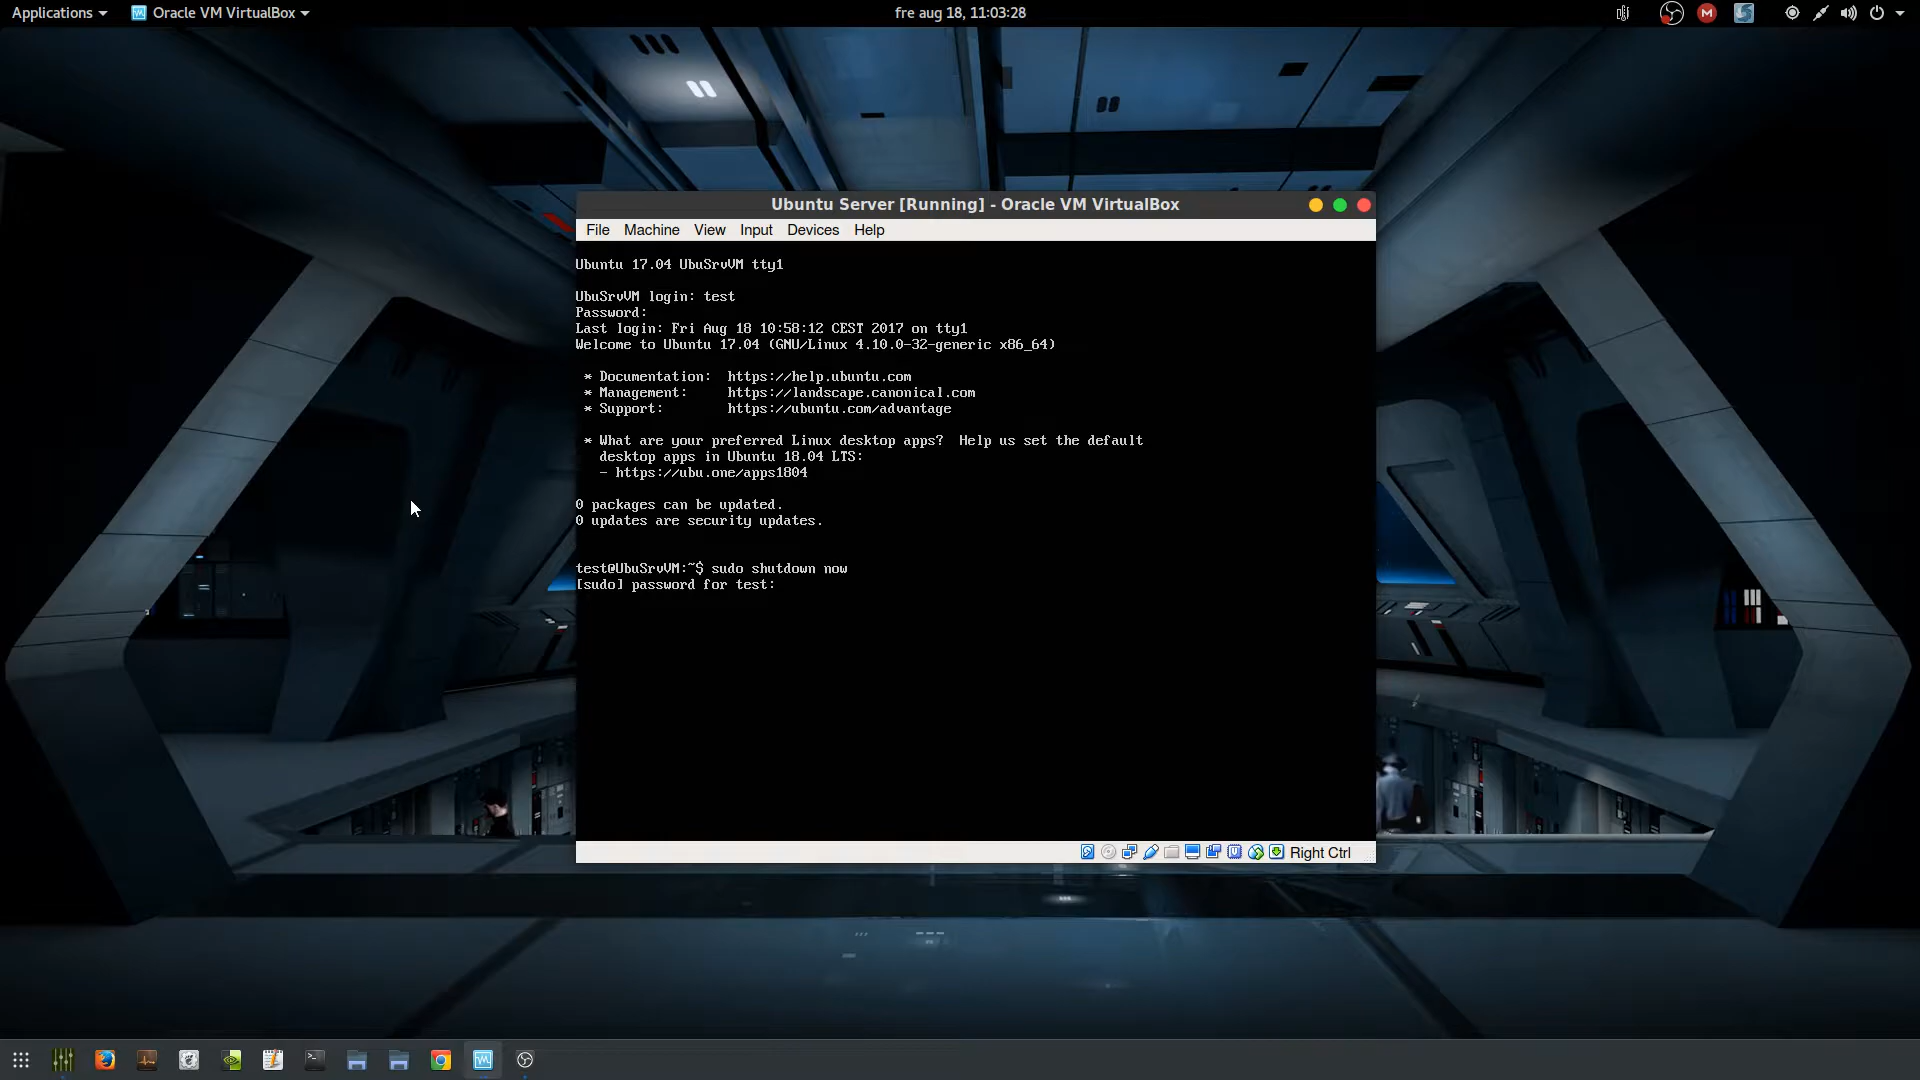 Applications
Oracle VM VirtualBox
fre aug 18, 11:03:28
Ubuntu Server [Running] - Oracle VM VirtualBox
File Machine View Input Devices Help
Ubuntu 17.04 UbuSrvVM tty1
UbuSrvVM login: test
Password:
Last login: Fri Aug 18 10:58:12 CEST 2017 on tty1
Welcome to Ubuntu 17.04 (GNU/Linux 4.10.0-32-generic x86_64)
* Documentation: https://help.ubuntu.com
* Management: https://landscape.canonical.com
* Support: https://ubuntu.com/advantage
* What are your preferred Linux desktop apps? Help us set the default
desktop apps in Ubuntu 18.04 LTS:
- https://ubu.one/apps1804
0 packages can be updated.
0 updates are security updates.
test@UbuSrvVM:~$ sudo shutdown now
[sudo] password for test:
Right Ctrl